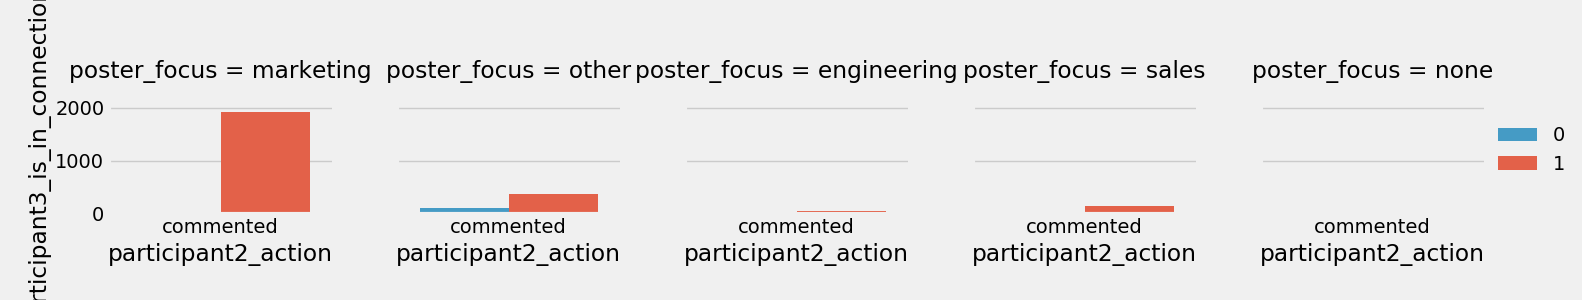 rticipant3_is_in_connection
poster_focus = marketing
poster_focus = other
poster_focus = engineering
poster_focus = sales
poster_focus = none
2000
1000
0
commented
commented
commented
commented
commented
participant2_action
participant2_action
participant2_action
participant2_action
participant2_action
0
1